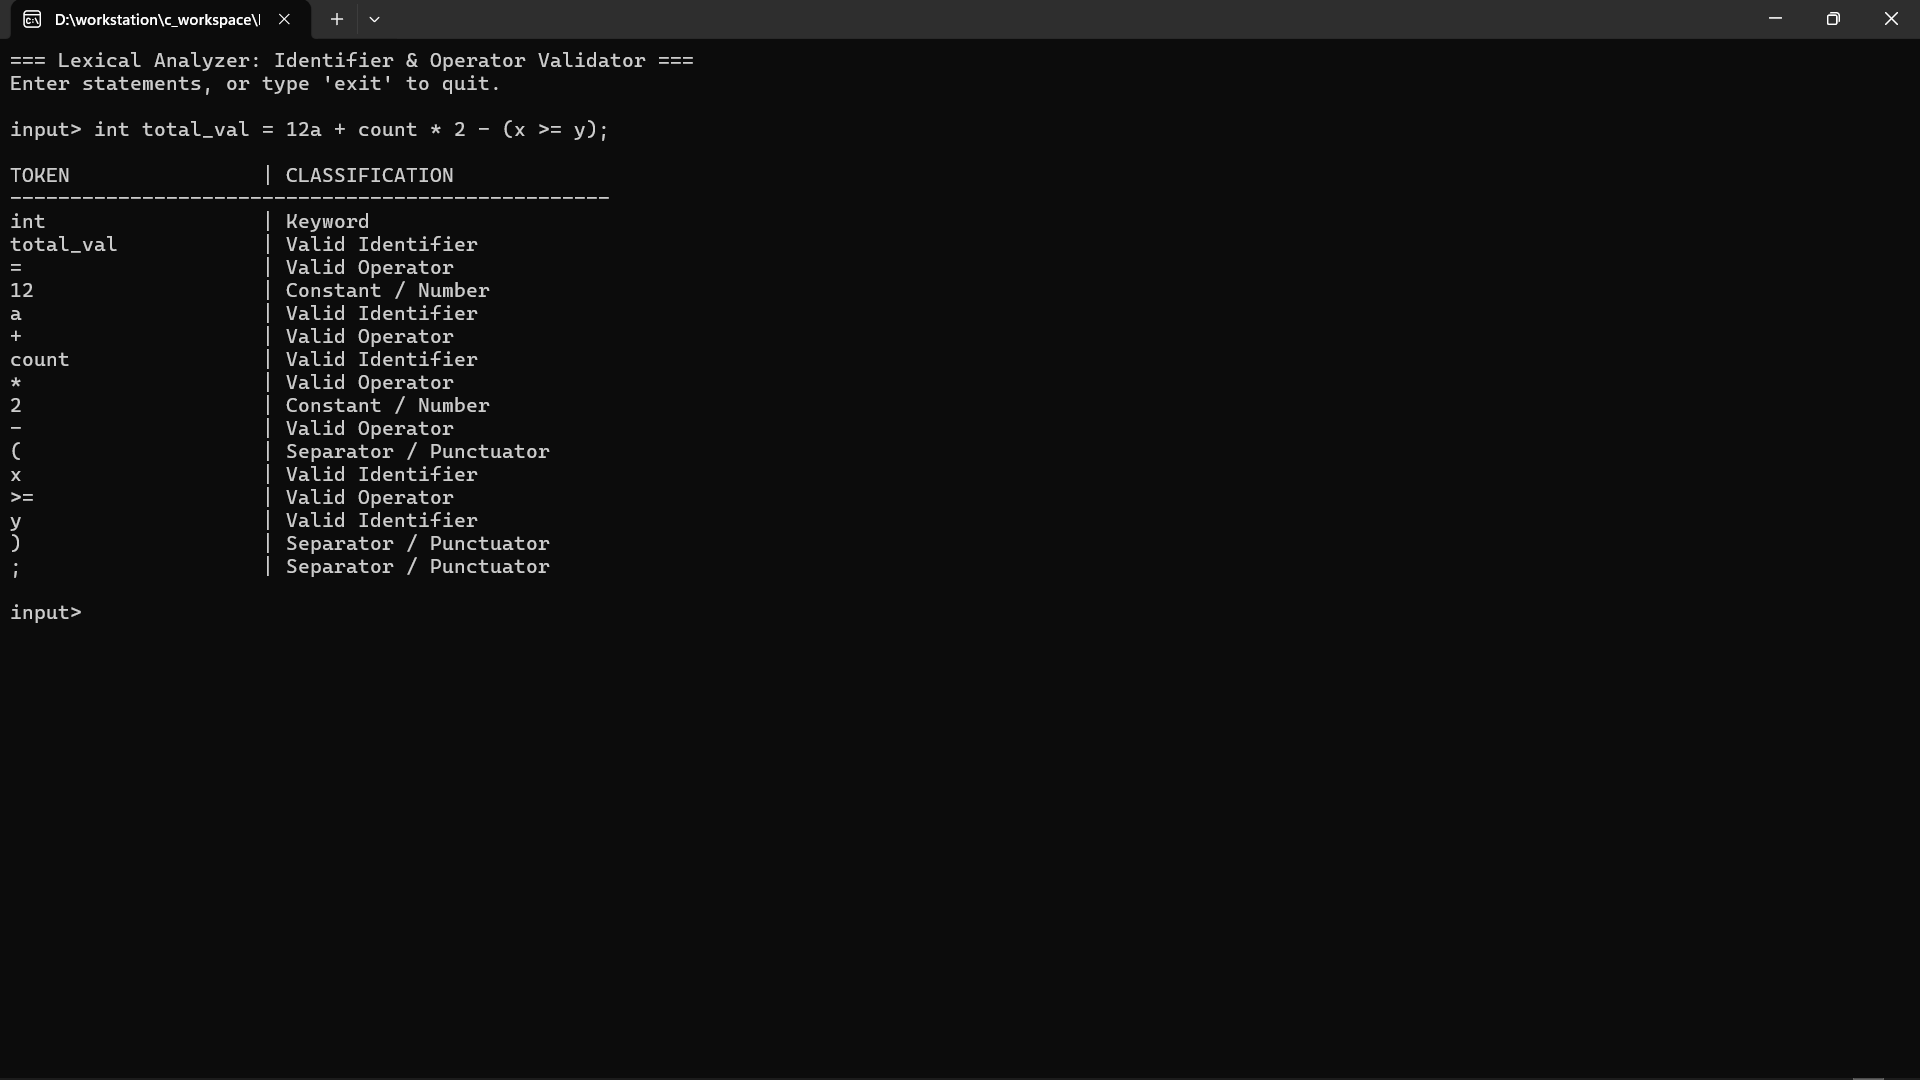 D:\workstation\c_workspace\
=== Lexical Analyzer: Identifier & Operator Validator ===
Enter statements, or type 'exit' to quit.
input> int total_val = 12a + count * 2 - (x >= y);
TOKEN | CLASSIFICATION
--------------------------------------------------
int | Keyword
total_val | Valid Identifier
= | Valid Operator
12 | Constant / Number
a | Valid Identifier
+ | Valid Operator
count | Valid Identifier
* | Valid Operator
2 | Constant / Number
- | Valid Operator
( | Separator / Punctuator
x | Valid Identifier
>= | Valid Operator
y | Valid Identifier
) | Separator / Punctuator
; | Separator / Punctuator
input>